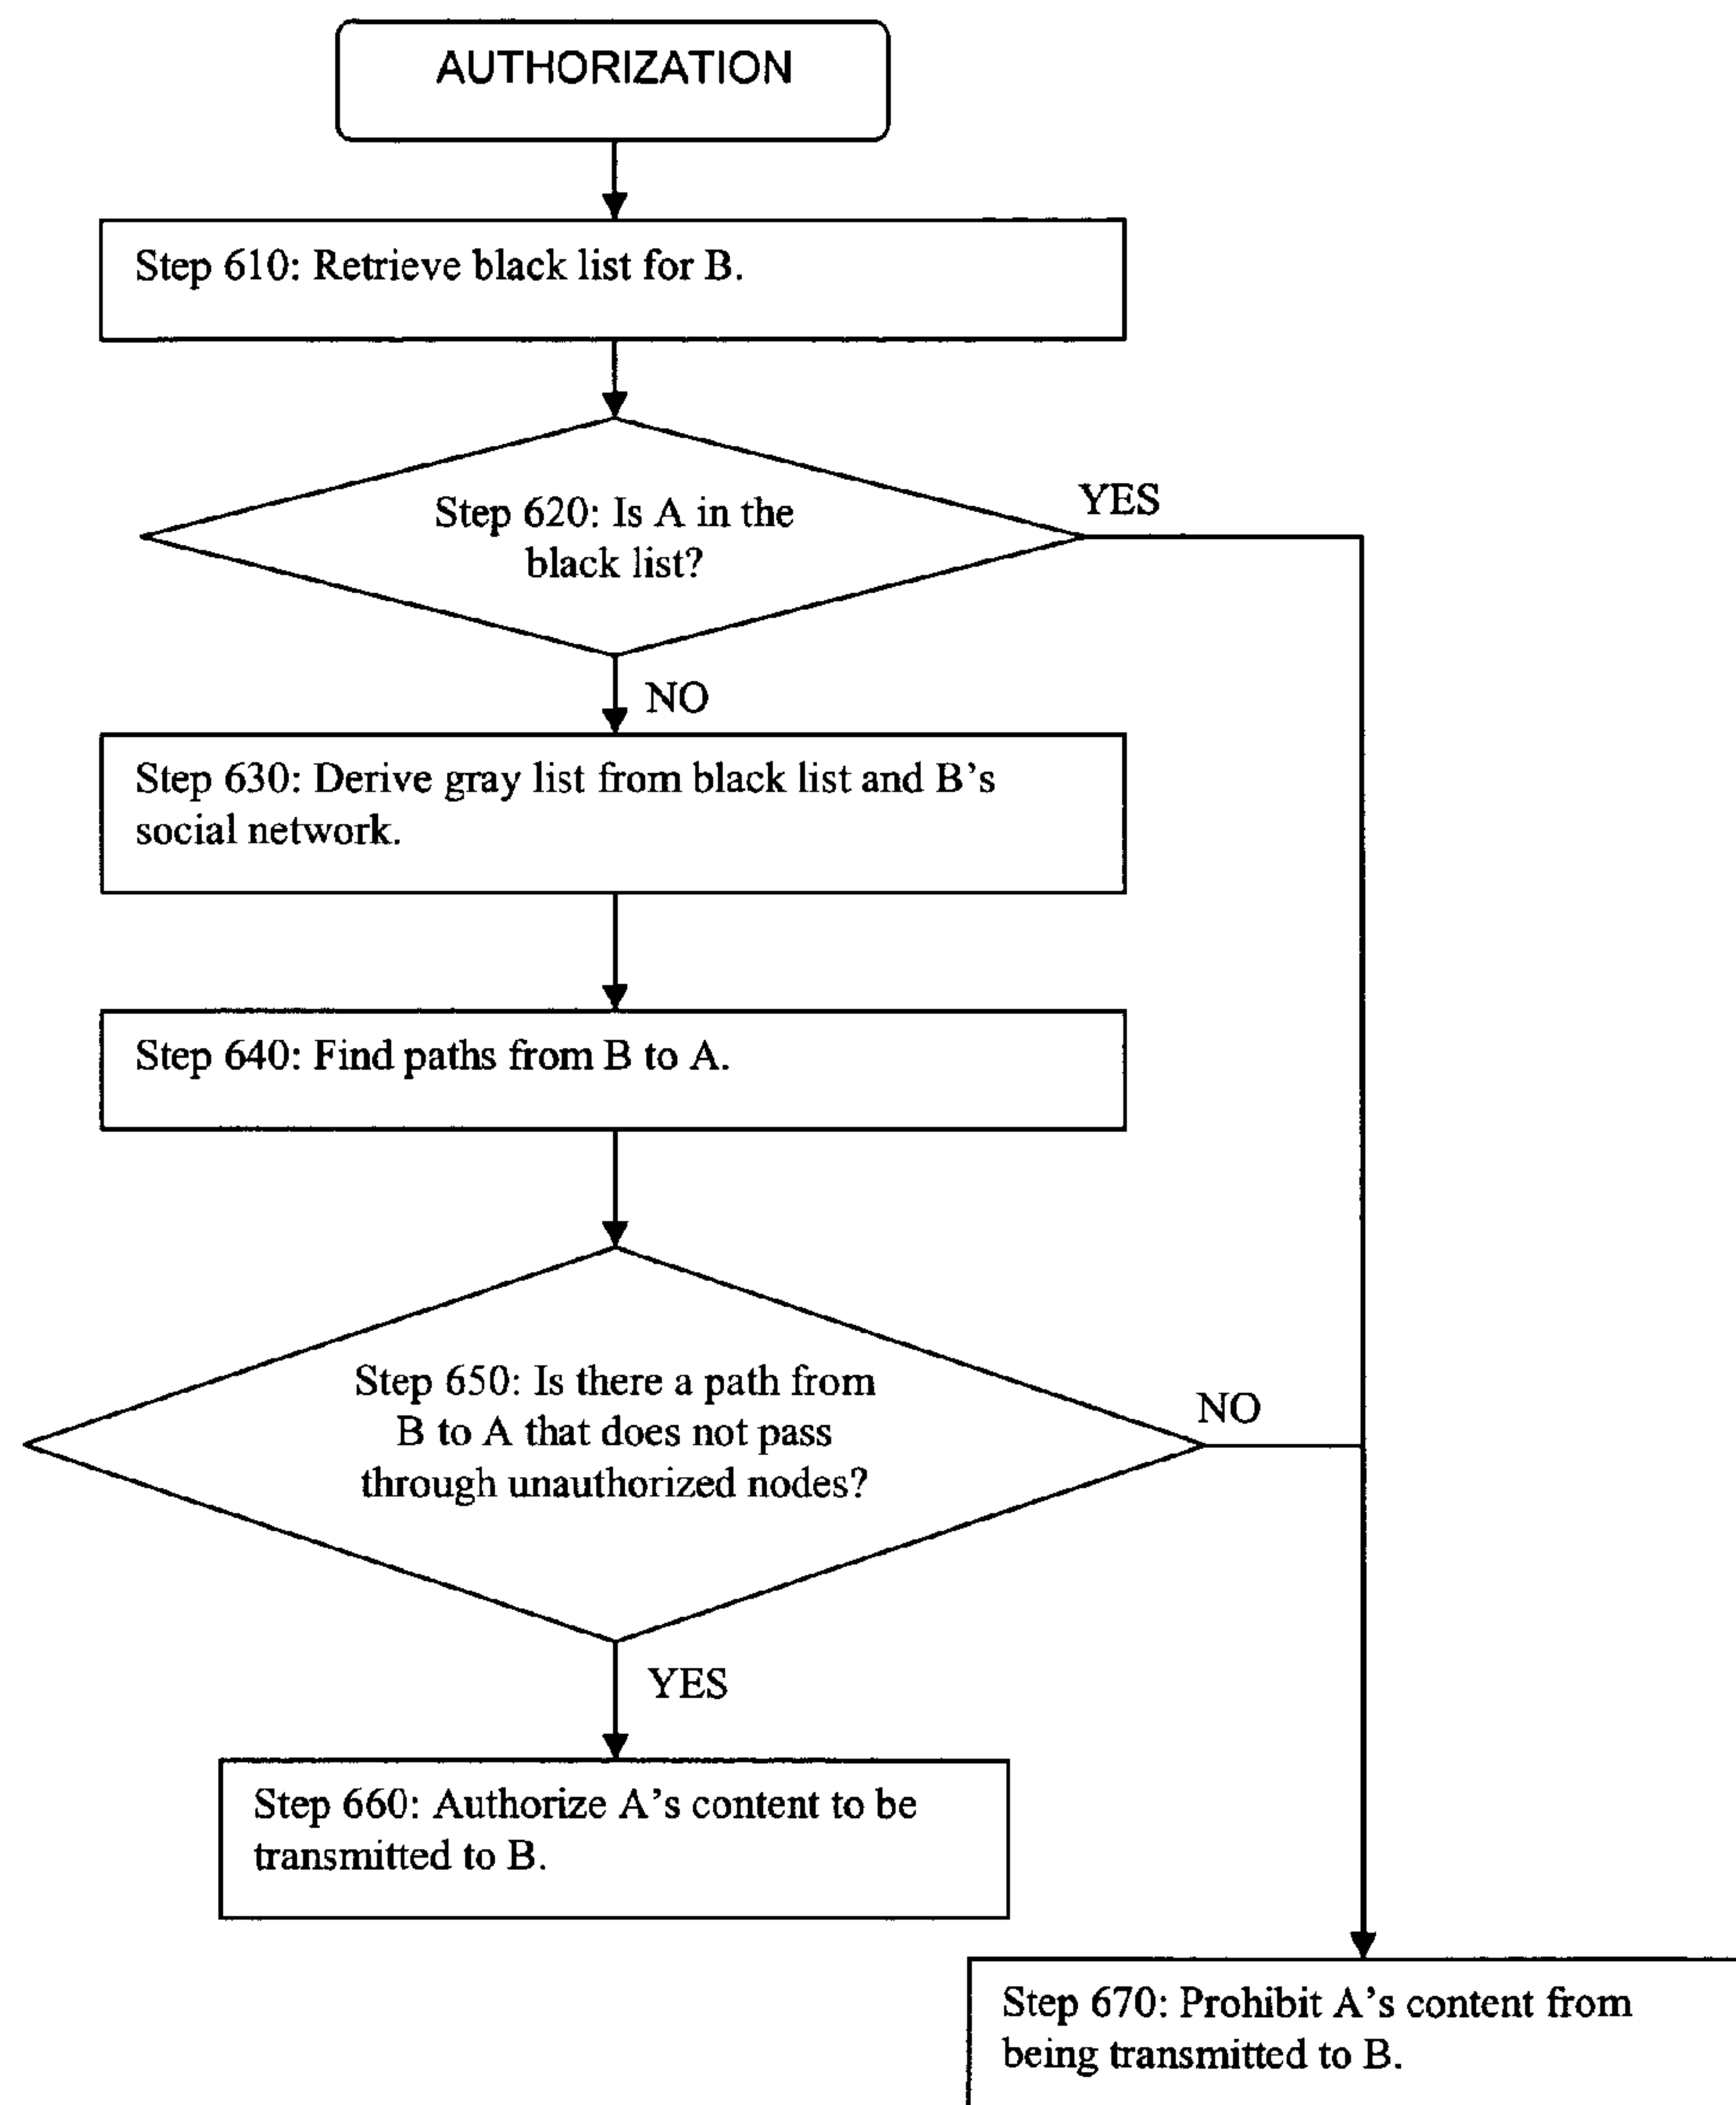 AUTHORIZATION
Step 610: Retrieve black list for B.
Step 620: Is A in the
black list?
YES
NO
Step 630: Derive gray list from black list and B's
social network.
Step 640: Find paths from B to A.
Step 650: Is there a path from
B to A that does not pass
through unauthorized nodes?
NO
YES
Step 660: Authorize A's content to be
transmitted to B.
Step 670: Prohibit A's content from
being transmitted to B.